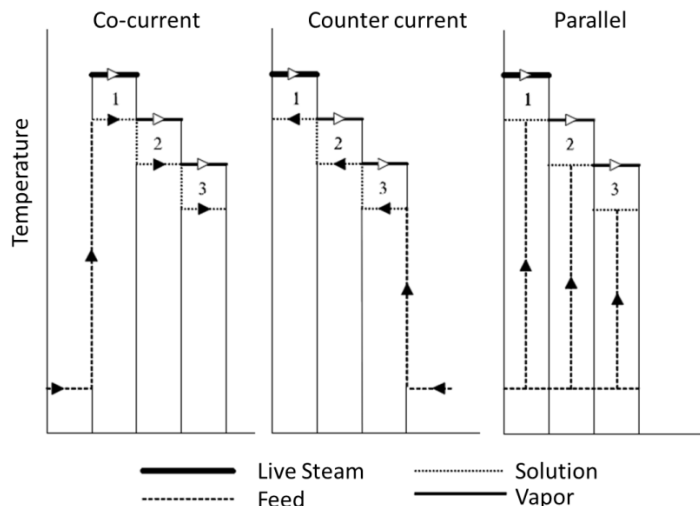 Co-current
Counter current
Parallel
Temperature
1
2
3
1
2
3
1
2
3
Live Steam
Solution
Feed
Vapor